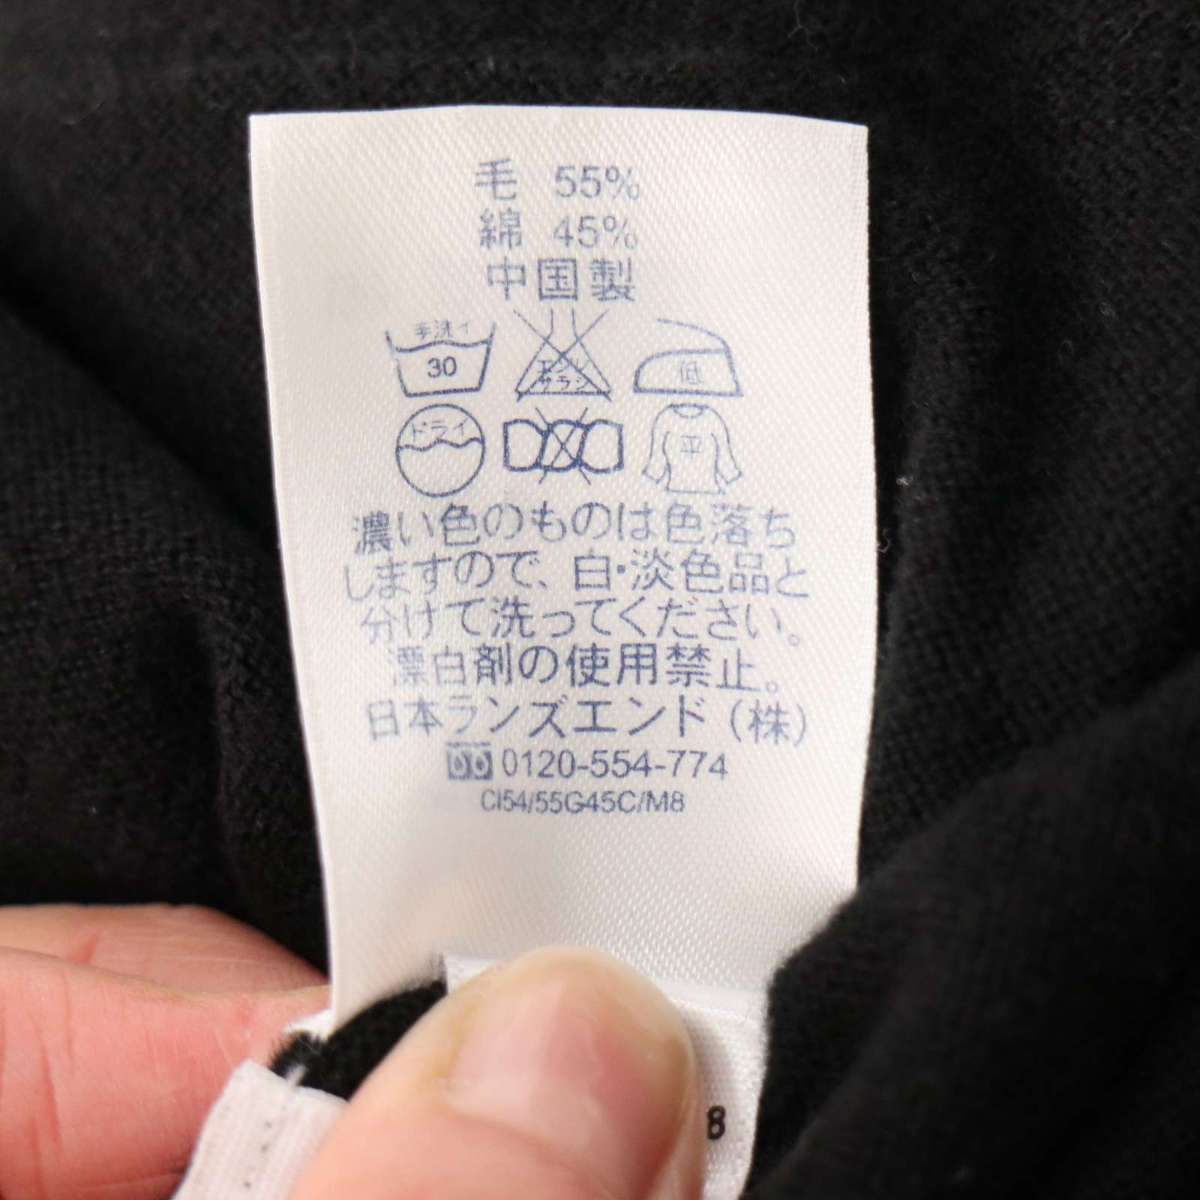 毛 55%
綿 45%
中国製
手洗イ
30
エンソ
サラシ
低
ドライ
平
濃い色のものは色落ち
しますので、白・淡色品と
分けて洗ってください。
漂白剤の使用禁止。
日本ランズエンド（株）
0120-554-774
CI54/55G45C/M8
8